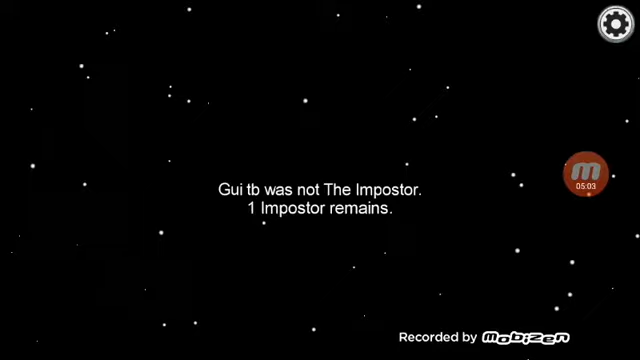 Gui tb was not The Impostor.
1 Impostor remains.
05:03
Recorded by Mobizen